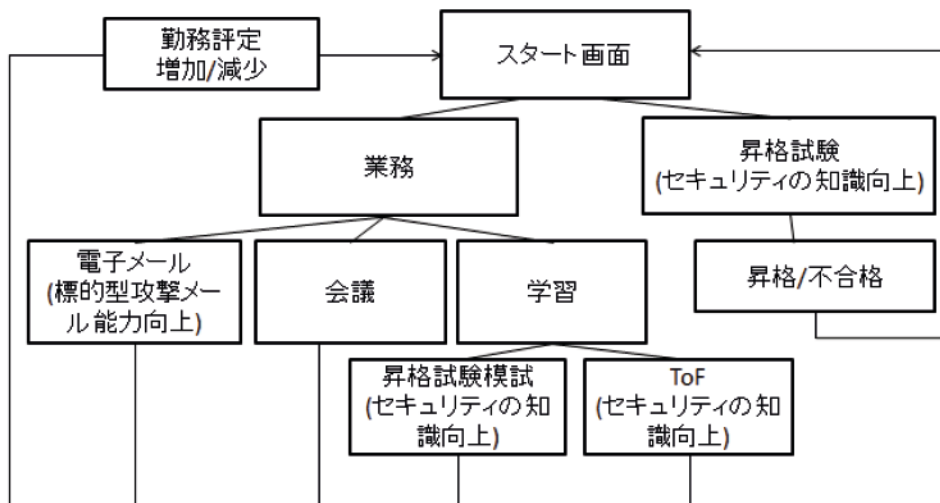 勤務評定
増加/減少
スタート画面
業務
昇格試験
(セキュリティの知識向上)
電子メール
(標的型攻撃メー
ル能力向上)
会議
学習
昇格/不合格
昇格試験模試
(セキュリティの知
識向上)
ToF
(セキュリティの知
識向上)